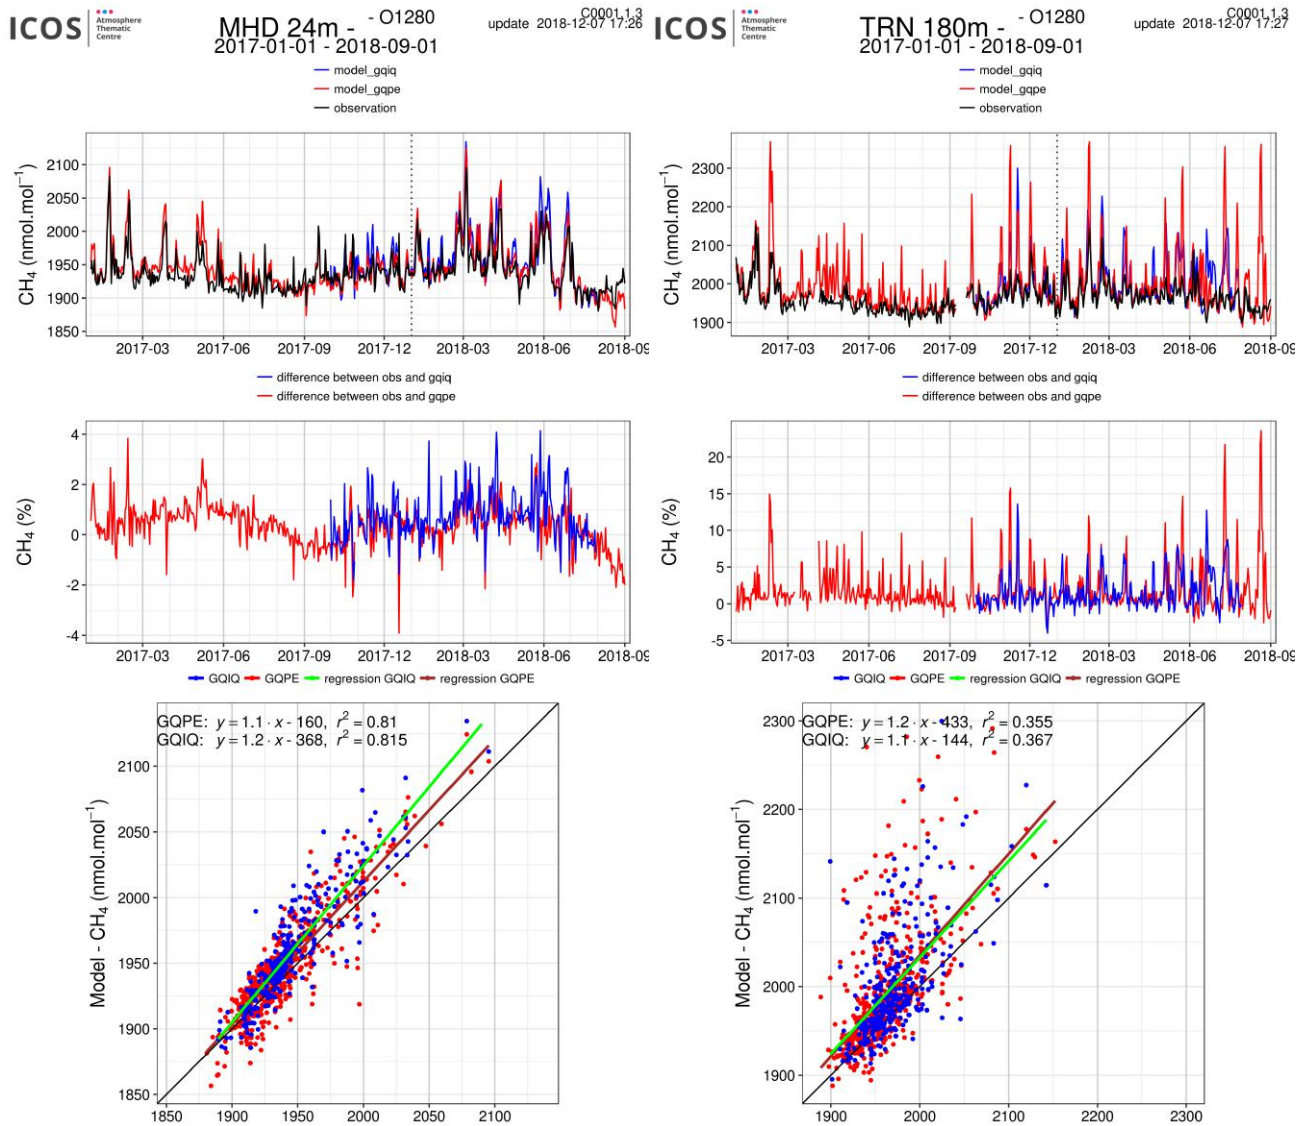 ICOS
Atmosphere
Thematic
Centre
MHD 24m -
- O1280
C0001.1.3
update 2018-12-07 17:26
2017-01-01 - 2018-09-01
model_gqiq
model_gqpe
observation
CH₄ (nmol.mol⁻¹)
2100
2050
2000
1950
1900
1850
2017-03 2017-06 2017-09 2017-12 2018-03 2018-06 2018-09
difference between obs and gqiq
difference between obs and gqpe
CH₄ (%)
4
2
0
-2
-4
2017-03 2017-06 2017-09 2017-12 2018-03 2018-06 2018-09
GQIQ GQPE regression GQIQ regression GQPE
GQPE: y = 1.1 · x - 160, r² = 0.81
GQIQ: y = 1.2 · x - 368, r² = 0.815
Model - CH₄ (nmol.mol⁻¹)
2100
2050
2000
1950
1900
1850
1850 1900 1950 2000 2050 2100
ICOS
Atmosphere
Thematic
Centre
TRN 180m -
- O1280
C0001.1.3
update 2018-12-07 17:27
2017-01-01 - 2018-09-01
model_gqiq
model_gqpe
observation
CH₄ (nmol.mol⁻¹)
2300
2200
2100
2000
1900
2017-03 2017-06 2017-09 2017-12 2018-03 2018-06 2018-09
difference between obs and gqiq
difference between obs and gqpe
CH₄ (%)
20
15
10
5
0
-5
2017-03 2017-06 2017-09 2017-12 2018-03 2018-06 2018-09
GQIQ GQPE regression GQIQ regression GQPE
GQPE: y = 1.2 · x - 433, r² = 0.355
GQIQ: y = 1.1 · x - 144, r² = 0.367
Model - CH₄ (nmol.mol⁻¹)
2300
2200
2100
2000
1900
1900 2000 2100 2200 2300